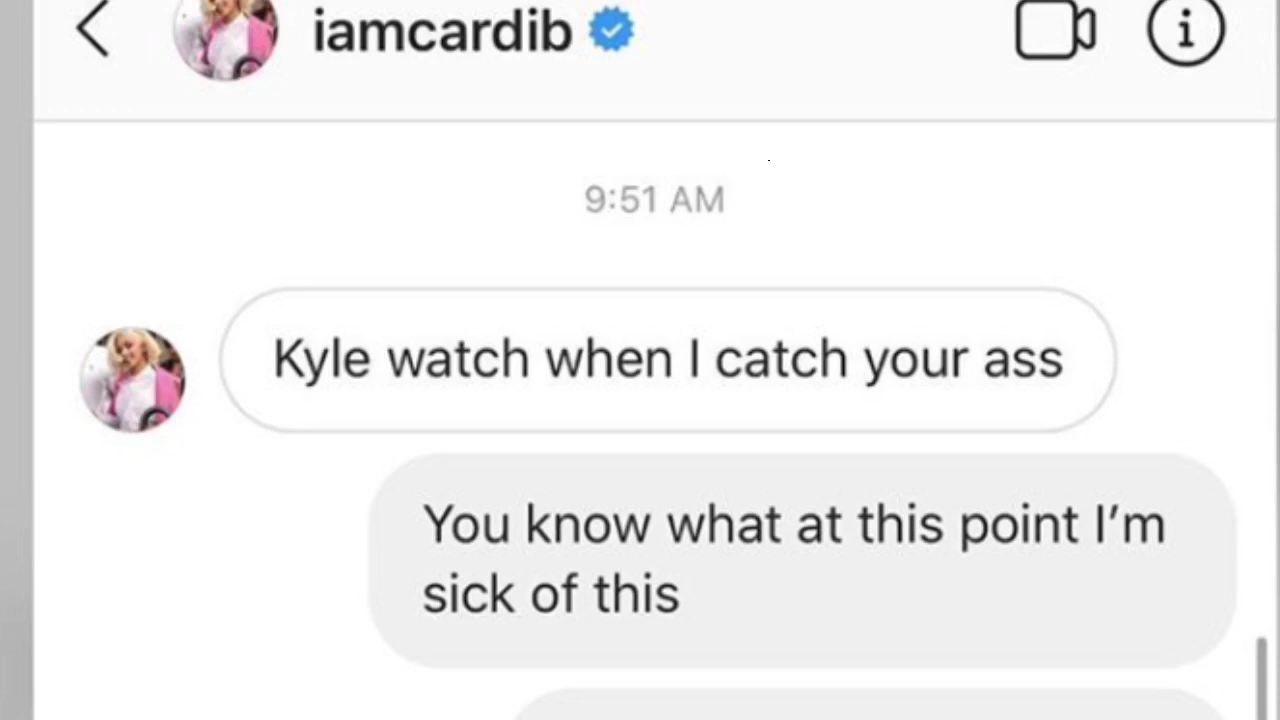 iamcardib
9:51 AM
Kyle watch when I catch your ass
You know what at this point I’m
sick of this